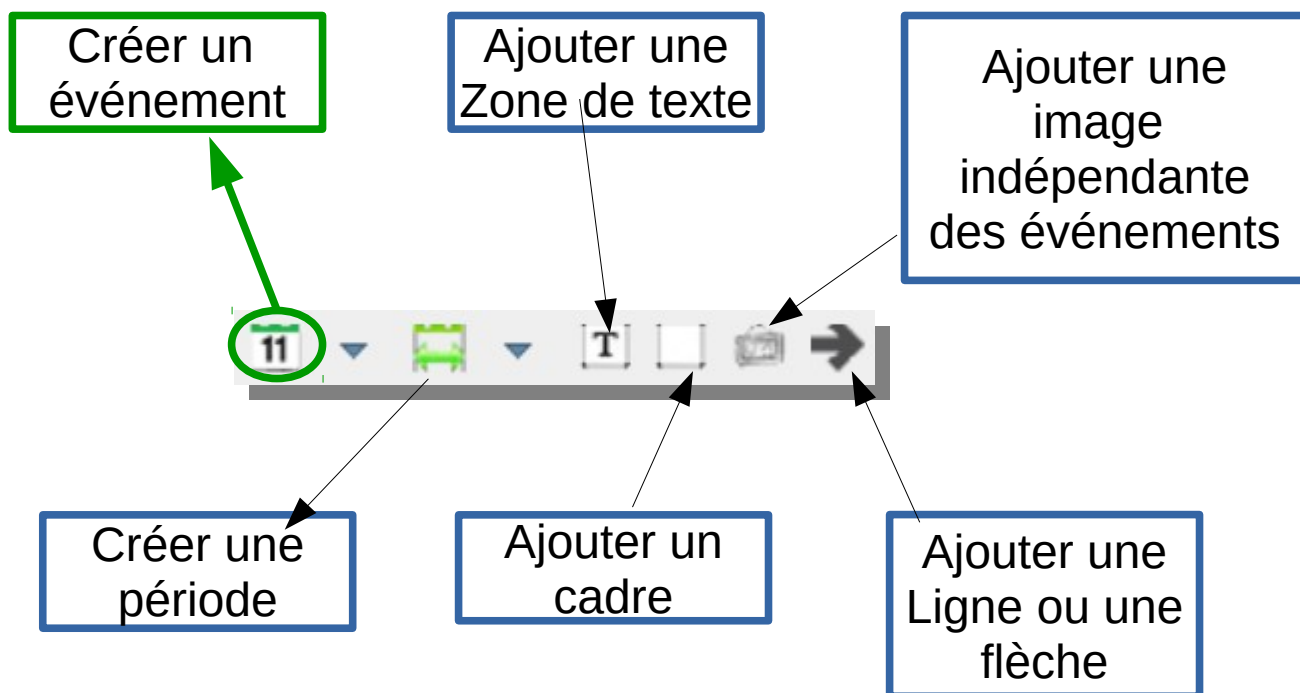 Créer un
événement
Ajouter une
Zone de texte
Ajouter une
image
indépendante
des événements
11
T
Créer une
période
Ajouter un
cadre
Ajouter une
Ligne ou une
flèche